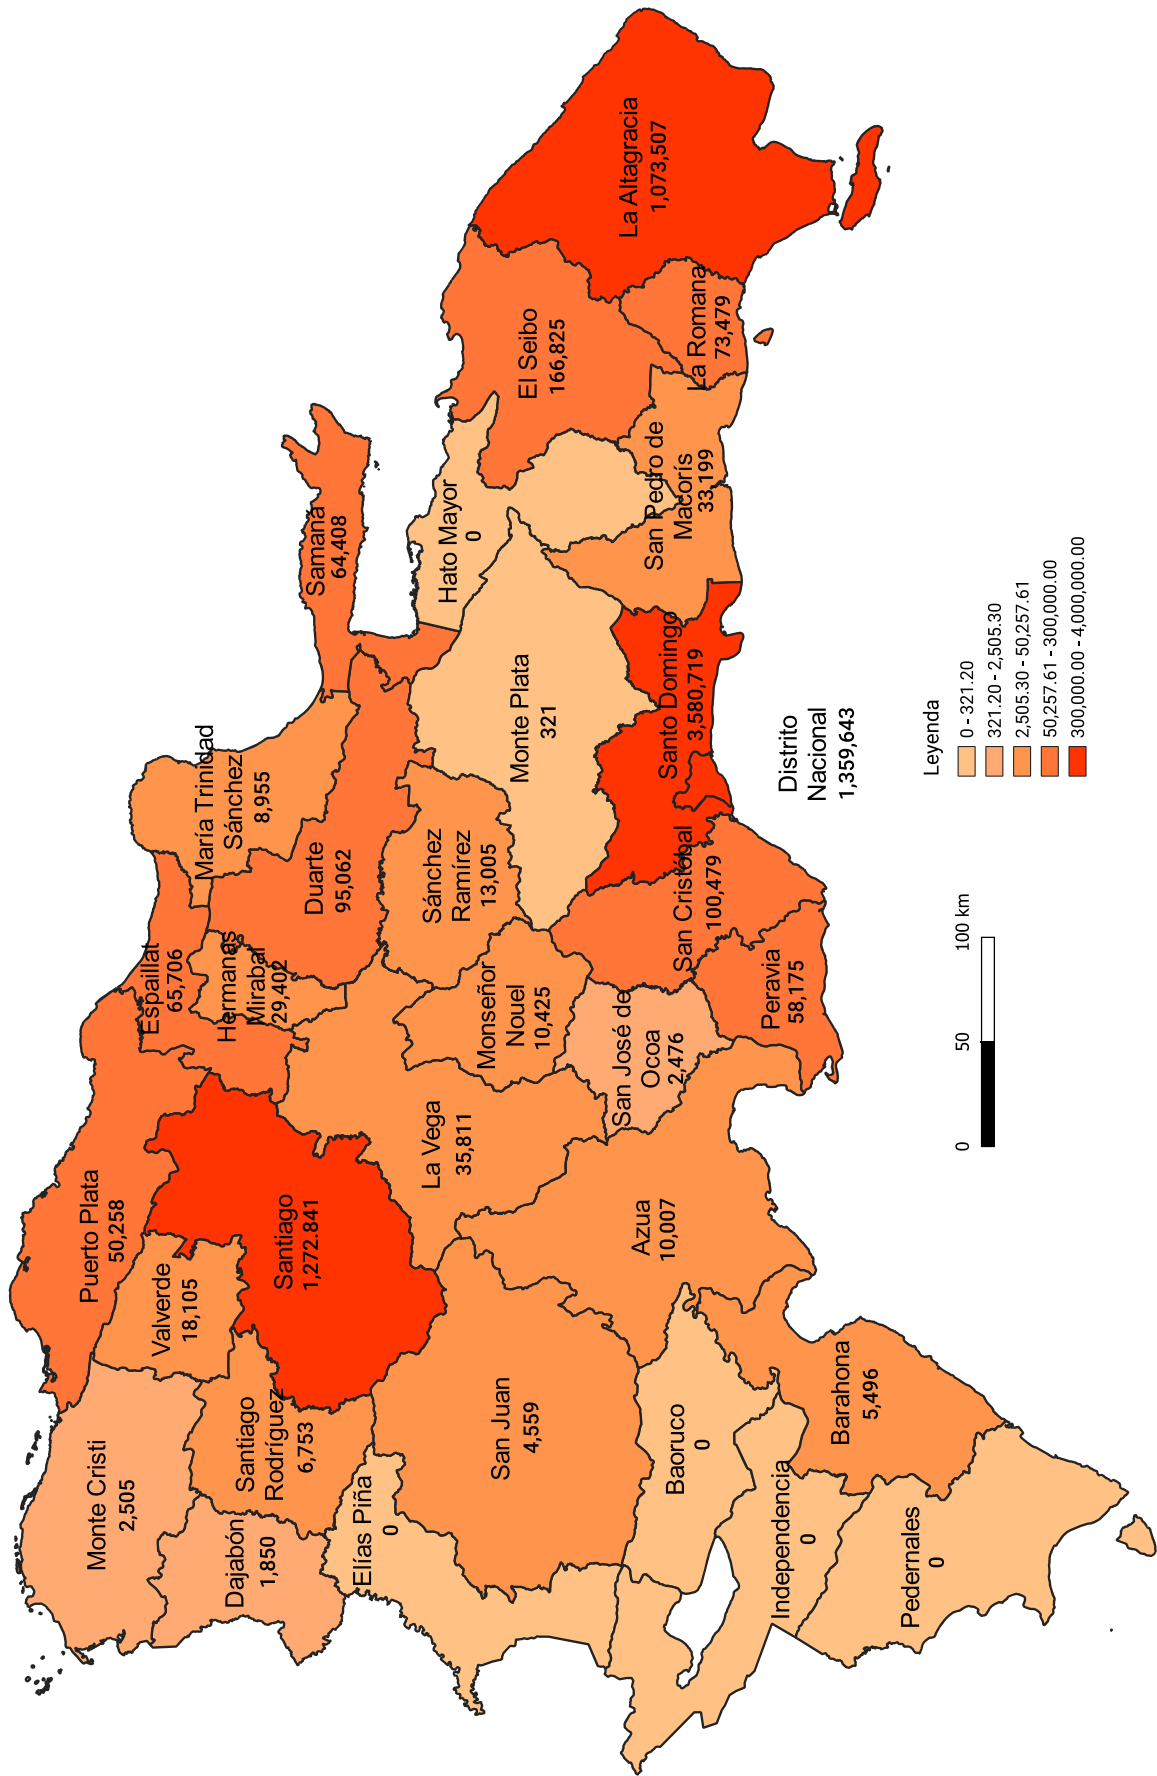 Monte Cristi
2,505
Puerto Plata
50,258
Valverde
18,105
Dajabón
1,850
Santiago
Rodríguez
6,753
Santiago
1,272.841
Espaillat
65,706
Hermanas
Mirabal
29,402
María Trinidad
Sánchez
8,955
Duarte
95,062
Samaná
64,408
Elías Piña
0
San Juan
4,559
La Vega
35,811
Monseñor
Nouel
10,425
Sánchez
Ramírez
13,005
Monte Plata
321
Hato Mayor
0
El Seibo
166,825
La Altagracia
1,073,507
La Romana
73,479
San Pedro de
Macorís
33,199
Santo Domingo
3,580,719
Distrito
Nacional
1,359,643
San Cristóbal
100,479
Peravia
58,175
San José de
Ocoa
2,476
Azua
10,007
Baoruco
0
Independencia
0
Barahona
5,496
Pedernales
0
0
50
100 km
Leyenda
0 - 321.20
321.20 - 2,505.30
2,505.30 - 50,257.61
50,257.61 - 300,000.00
300,000.00 - 4,000,000.00